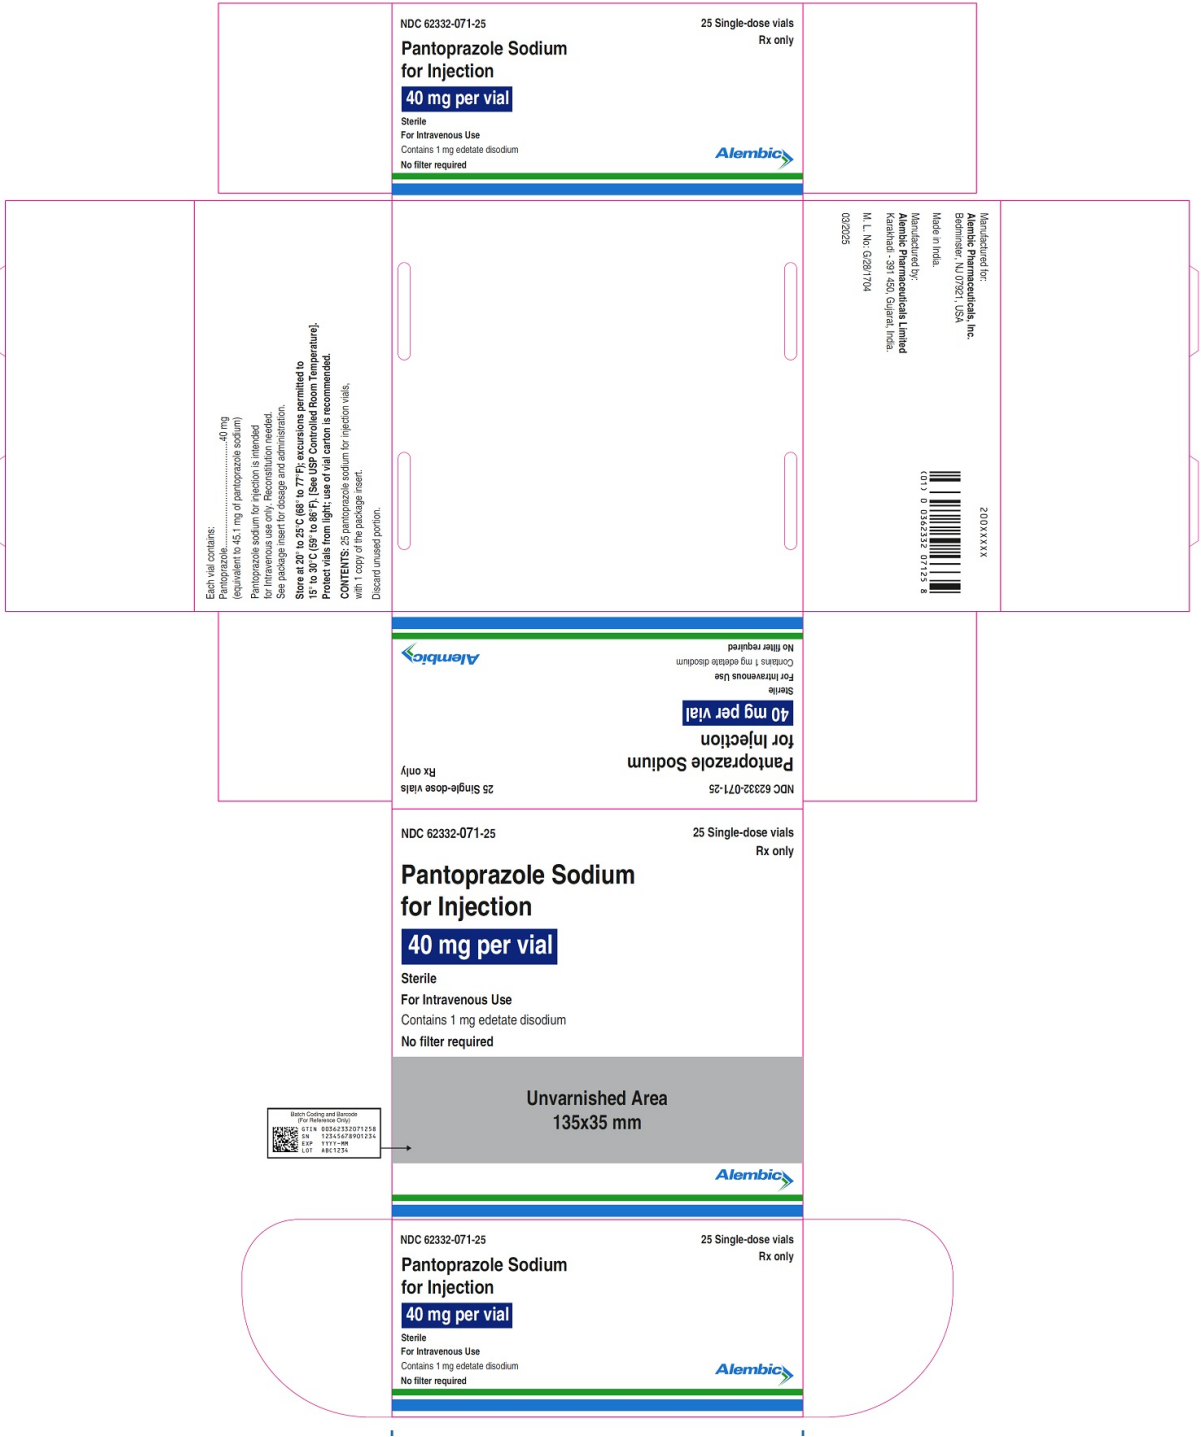 NDC 62332-071-25
25 Single-dose vials
Rx only
Pantoprazole Sodium
for Injection
40 mg per vial
Sterile
For Intravenous Use
Contains 1 mg edetate disodium
No filter required
Alembic
Each vial contains:
Pantoprazole............................................40 mg
(equivalent to 45.1 mg of pantoprazole sodium)
Pantoprazole sodium for injection is intended
for Intravenous use only. Reconstitution needed.
See package insert for dosage and administration.
Store at 20° to 25°C (68° to 77°F); excursions permitted to
15° to 30°C (59° to 86°F). [See USP Controlled Room Temperature].
Protect vials from light; use of vial carton is recommended.
CONTENTS: 25 pantoprazole sodium for injection vials,
with 1 copy of the package insert.
Discard unused portion.
Manufactured for:
Alembic Pharmaceuticals, Inc.
Bedminster, NJ 07921, USA
Made in India.
Manufactured by:
Alembic Pharmaceuticals Limited
Karakhadi - 391 450, Gujarat, India.
M. L. No: G/28/1704
03/2025
200XXXXX
(01) 0 0362332 07125 8
NDC 62332-071-25
25 Single-dose vials
Rx only
Pantoprazole Sodium
for Injection
40 mg per vial
Sterile
For Intravenous Use
Contains 1 mg edetate disodium
No filter required
Alembic
NDC 62332-071-25
25 Single-dose vials
Rx only
Pantoprazole Sodium
for Injection
40 mg per vial
Sterile
For Intravenous Use
Contains 1 mg edetate disodium
No filter required
Unvarnished Area
135x35 mm
Batch Coding and Barcode
(For Reference Only)
GTIN 00362332071258
SN 12345678901234
EXP YYYY-MM
LOT ABC1234
Alembic
NDC 62332-071-25
25 Single-dose vials
Rx only
Pantoprazole Sodium
for Injection
40 mg per vial
Sterile
For Intravenous Use
Contains 1 mg edetate disodium
No filter required
Alembic